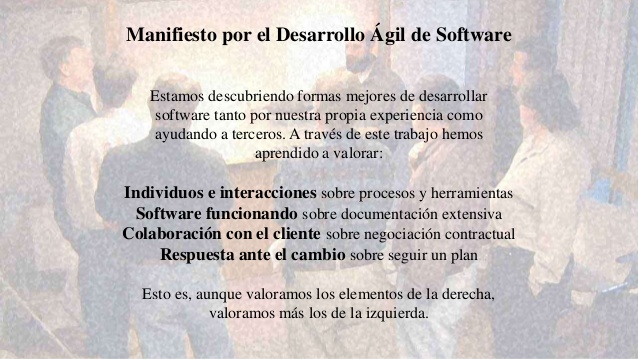 Manifiesto por el Desarrollo Ágil de Software
Estamos descubriendo formas mejores de desarrollar
software tanto por nuestra propia experiencia como
ayudando a terceros. A través de este trabajo hemos
aprendido a valorar:
Individuos e interacciones sobre procesos y herramientas
Software funcionando sobre documentación extensiva
Colaboración con el cliente sobre negociación contractual
Respuesta ante el cambio sobre seguir un plan
Esto es, aunque valoramos los elementos de la derecha,
valoramos más los de la izquierda.